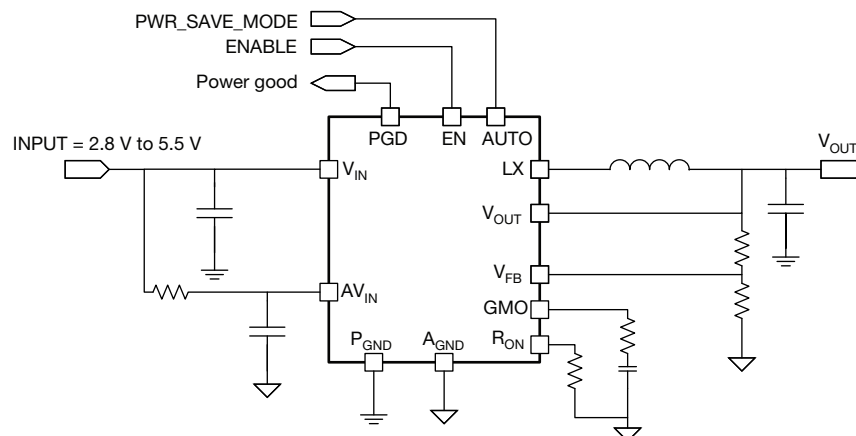 PWR_SAVE_MODE
ENABLE
Power good
PGD EN AUTO
INPUT = 2.8 V to 5.5 V
VIN
LX
VOUT
VOUT
VFB
AVIN
GMO
RON
PGND AGND